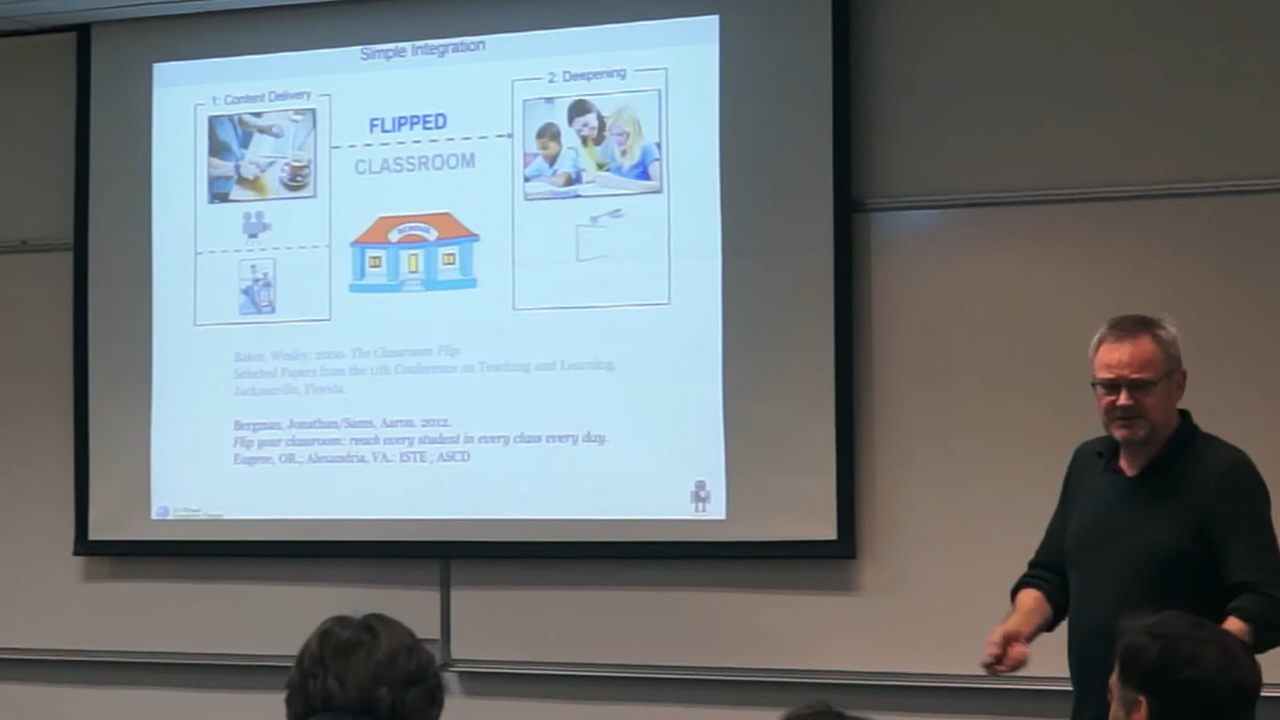 Simple Integration
1: Content Delivery
2: Deepening
FLIPPED
CLASSROOM
SCHOOL
Baker, Wesley. 2000. The Classroom Flip.
Selected Papers from the 11th Conference on Teaching and Learning,
Jacksonville, Florida.
Bergman, Jonathan/Sams, Aaron. 2012.
Flip your classroom: reach every student in every class every day.
Eugene, OR.; Alexandria, VA.: ISTE ; ASCD